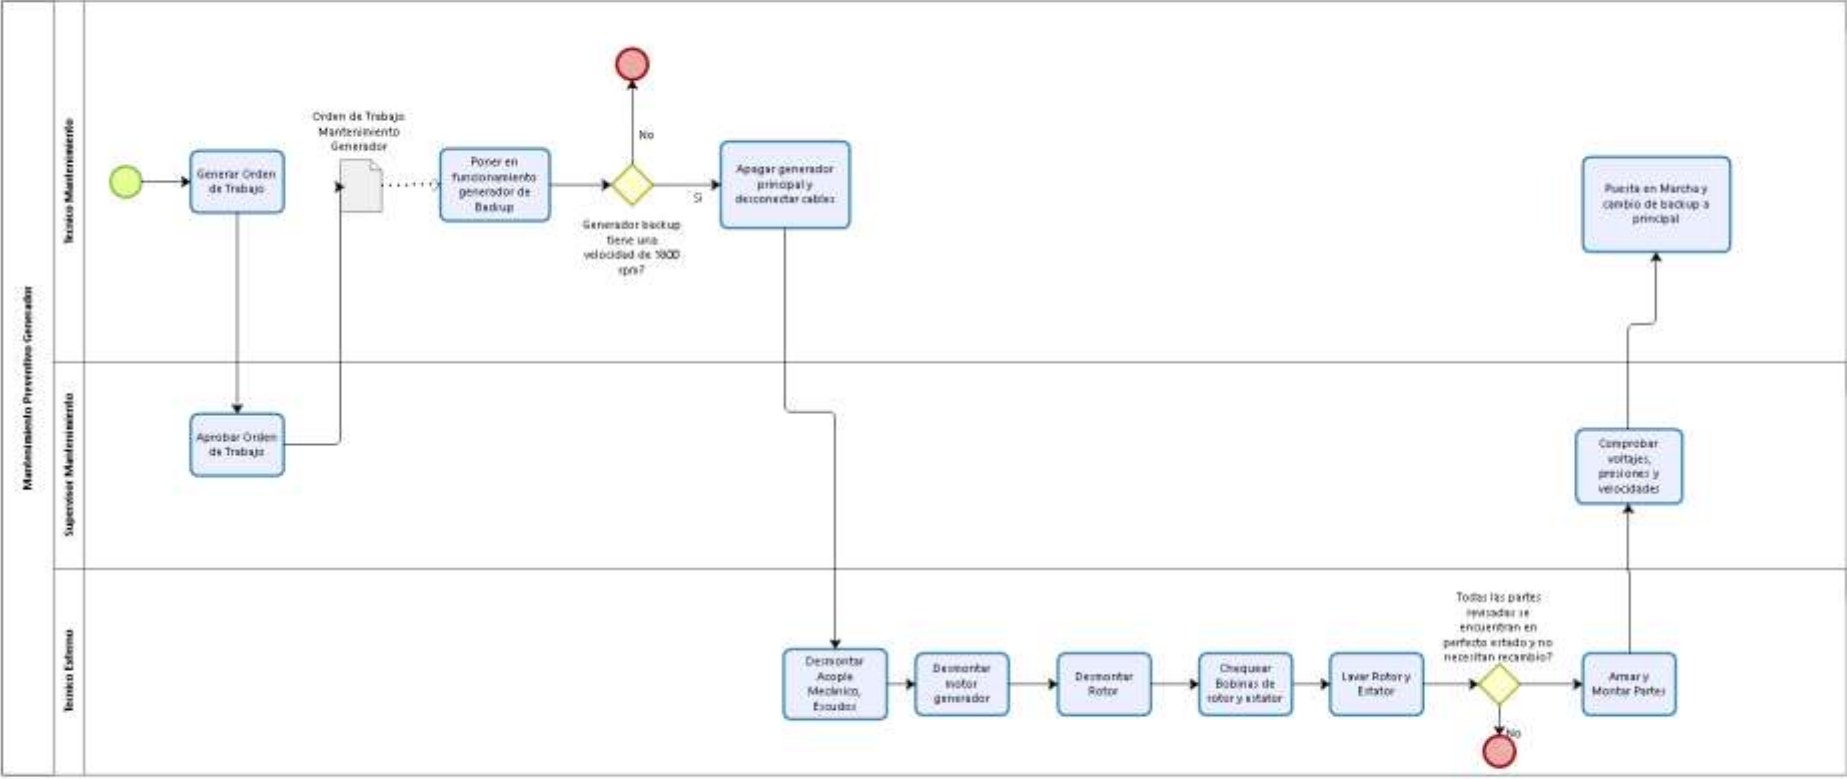 Mantenimiento Preventivo Generador
Tecnico Mantenimiento
Generar Orden
de Trabajo
Orden de Trabajo
Mantenimiento
Generador
Poner en
funcionamiento
generador de
Backup
No
Generador backup
tiene una
velocidad de 1800
rpm?
Si
Apagar generador
principal y
desconectar cables
Puesta en Marcha y
cambio de backup a
principal
Supervisor Mantenimiento
Aprobar Orden
de Trabajo
Comprobar
voltajes,
presiones y
velocidades
Tecnico Externo
Desmontar
Acople
Mecánico,
Escudos
Desmontar
motor
generador
Desmontar
Rotor
Chequear
Bobinas de
rotor y estator
Lavar Rotor y
Estator
Todas las partes
revisadas se
encuentran en
perfecto estado y no
necesitan recambio?
No
Armar y
Montar Partes